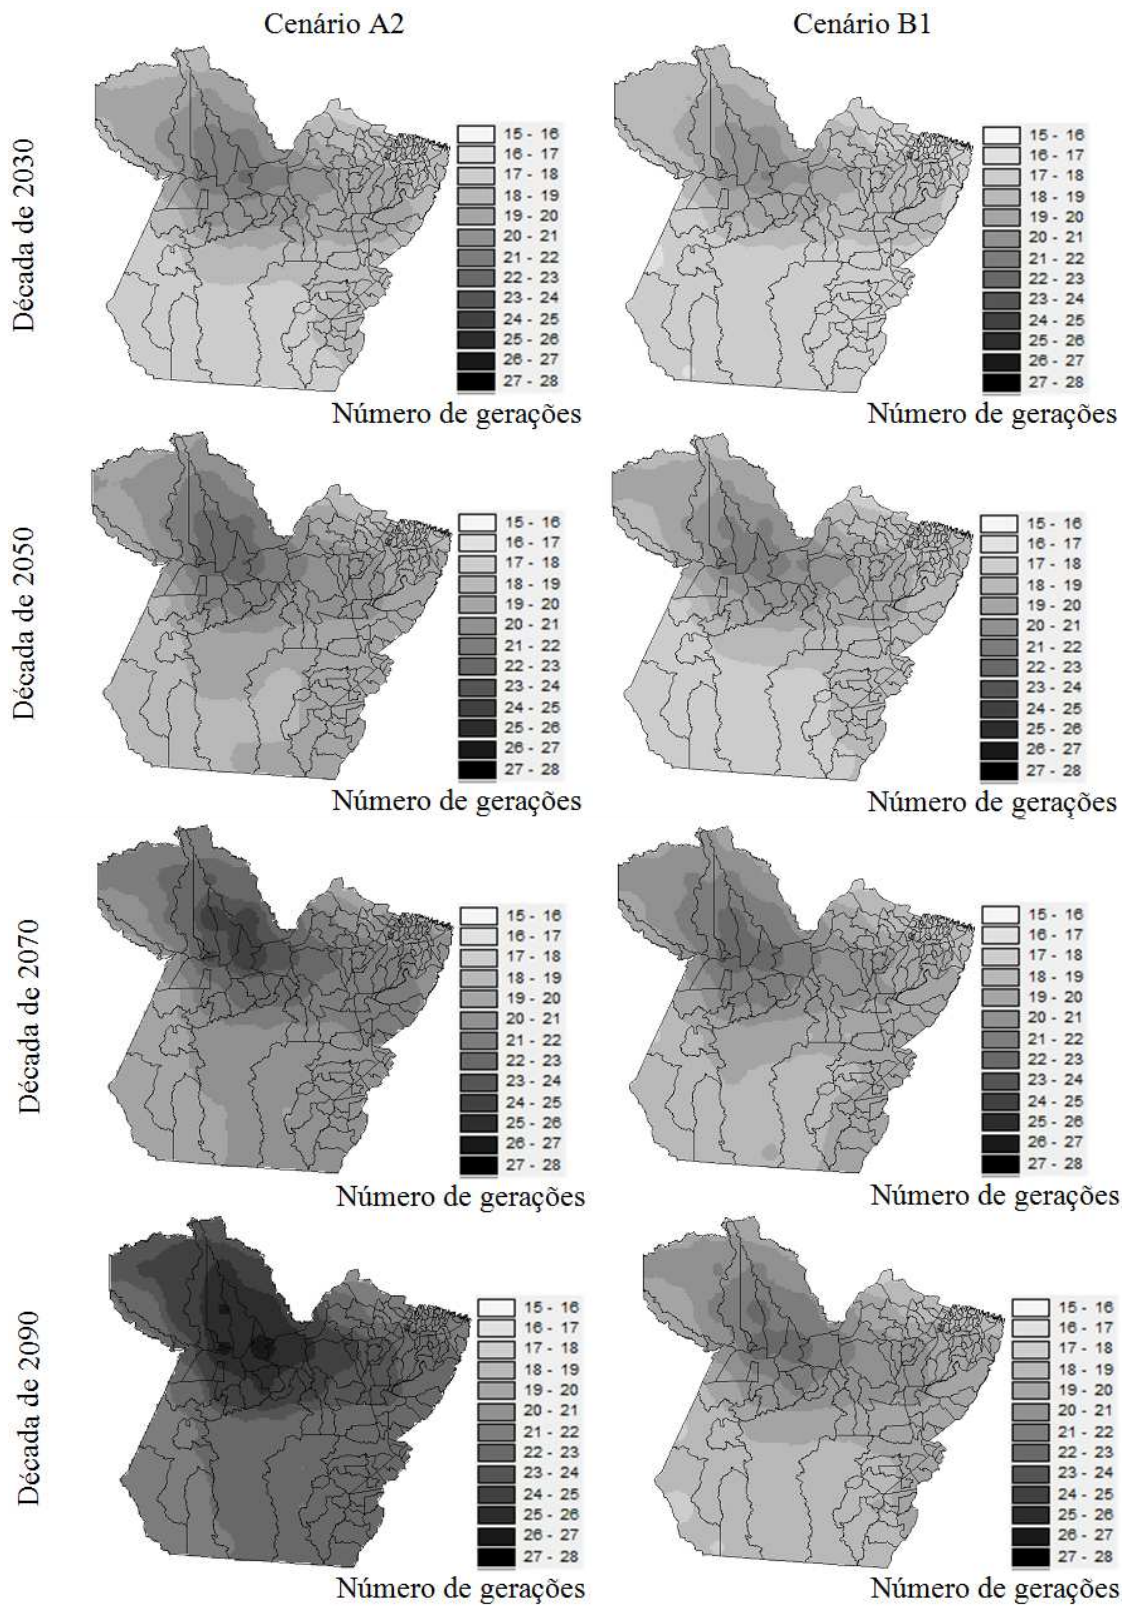 Cenário A2
Cenário B1
Década de 2030
15 - 16
16 - 17
17 - 18
18 - 19
19 - 20
20 - 21
21 - 22
22 - 23
23 - 24
24 - 25
25 - 26
26 - 27
27 - 28
Número de gerações
15 - 16
16 - 17
17 - 18
18 - 19
19 - 20
20 - 21
21 - 22
22 - 23
23 - 24
24 - 25
25 - 26
26 - 27
27 - 28
Número de gerações
Década de 2050
15 - 16
16 - 17
17 - 18
18 - 19
19 - 20
20 - 21
21 - 22
22 - 23
23 - 24
24 - 25
25 - 26
26 - 27
27 - 28
Número de gerações
15 - 16
16 - 17
17 - 18
18 - 19
19 - 20
20 - 21
21 - 22
22 - 23
23 - 24
24 - 25
25 - 26
26 - 27
27 - 28
Número de gerações
Década de 2070
15 - 16
16 - 17
17 - 18
18 - 19
19 - 20
20 - 21
21 - 22
22 - 23
23 - 24
24 - 25
25 - 26
26 - 27
27 - 28
Número de gerações
15 - 16
16 - 17
17 - 18
18 - 19
19 - 20
20 - 21
21 - 22
22 - 23
23 - 24
24 - 25
25 - 26
26 - 27
27 - 28
Número de gerações
Década de 2090
15 - 16
16 - 17
17 - 18
18 - 19
19 - 20
20 - 21
21 - 22
22 - 23
23 - 24
24 - 25
25 - 26
26 - 27
27 - 28
Número de gerações
15 - 16
16 - 17
17 - 18
18 - 19
19 - 20
20 - 21
21 - 22
22 - 23
23 - 24
24 - 25
25 - 26
26 - 27
27 - 28
Número de gerações